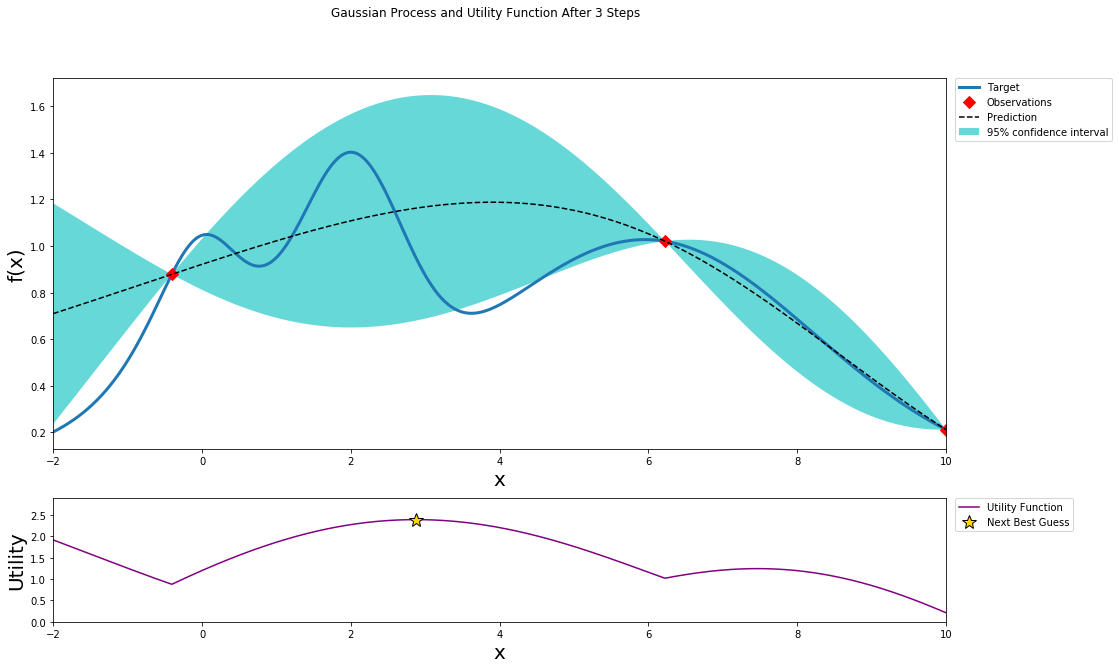 Gaussian Process and Utility Function After 3 Steps
f(x)
1.6
1.4
1.2
1.0
0.8
0.6
0.4
0.2
−2 0 2 4 6 8 10
x
Target
Observations
Prediction
95% confidence interval
Utility
2.5
2.0
1.5
1.0
0.5
0.0
−2 0 2 4 6 8 10
x
Utility Function
Next Best Guess